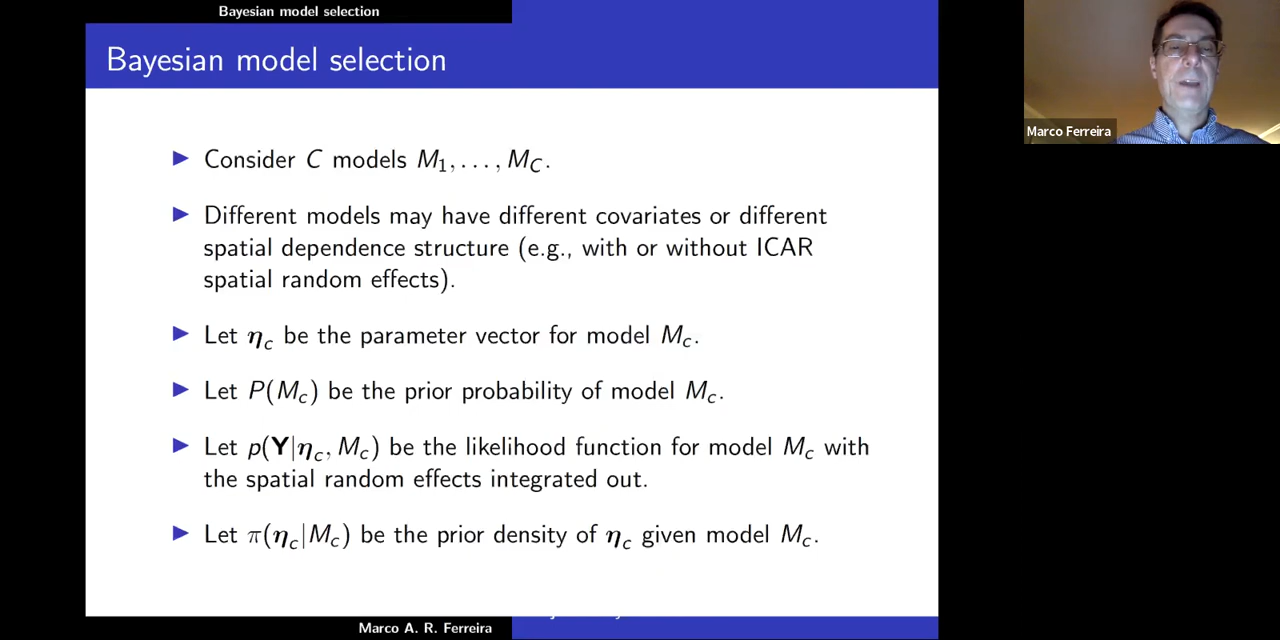 Bayesian model selection
Bayesian model selection
Marco Ferreira
▶ Consider C models M₁, . . . , M_C.
▶ Different models may have different covariates or different
spatial dependence structure (e.g., with or without ICAR
spatial random effects).
▶ Let η_c be the parameter vector for model M_c.
▶ Let P(M_c) be the prior probability of model M_c.
▶ Let p(Y|η_c, M_c) be the likelihood function for model M_c with
the spatial random effects integrated out.
▶ Let π(η_c|M_c) be the prior density of η_c given model M_c.
Marco A. R. Ferreira